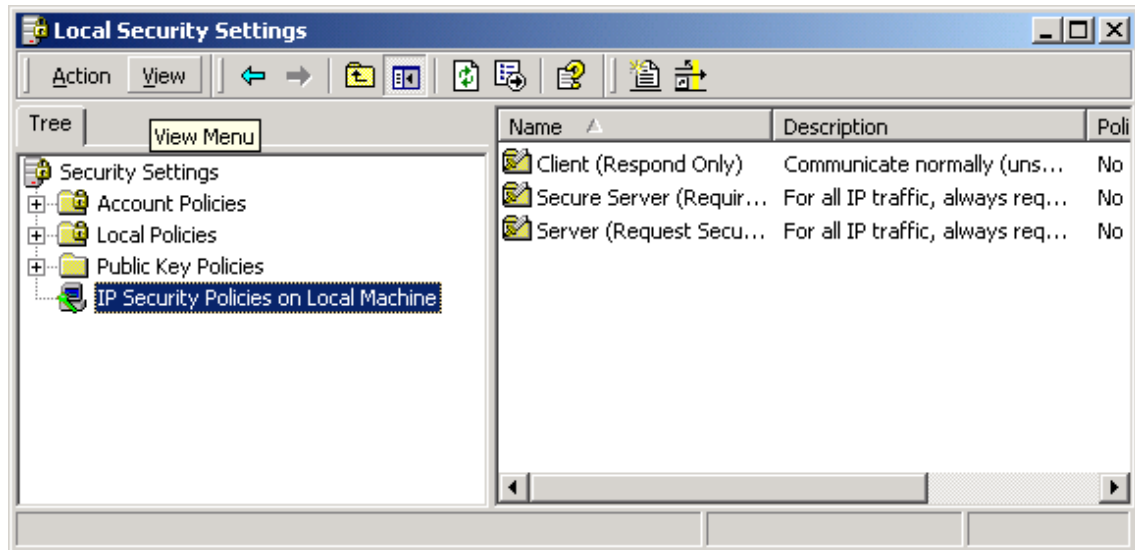 Local Security Settings
Action View
Tree
View Menu
Security Settings
Account Policies
Local Policies
Public Key Policies
IP Security Policies on Local Machine
Name Description Poli
Client (Respond Only) Communicate normally (uns... No
Secure Server (Requir... For all IP traffic, always req... No
Server (Request Secu... For all IP traffic, always req... No